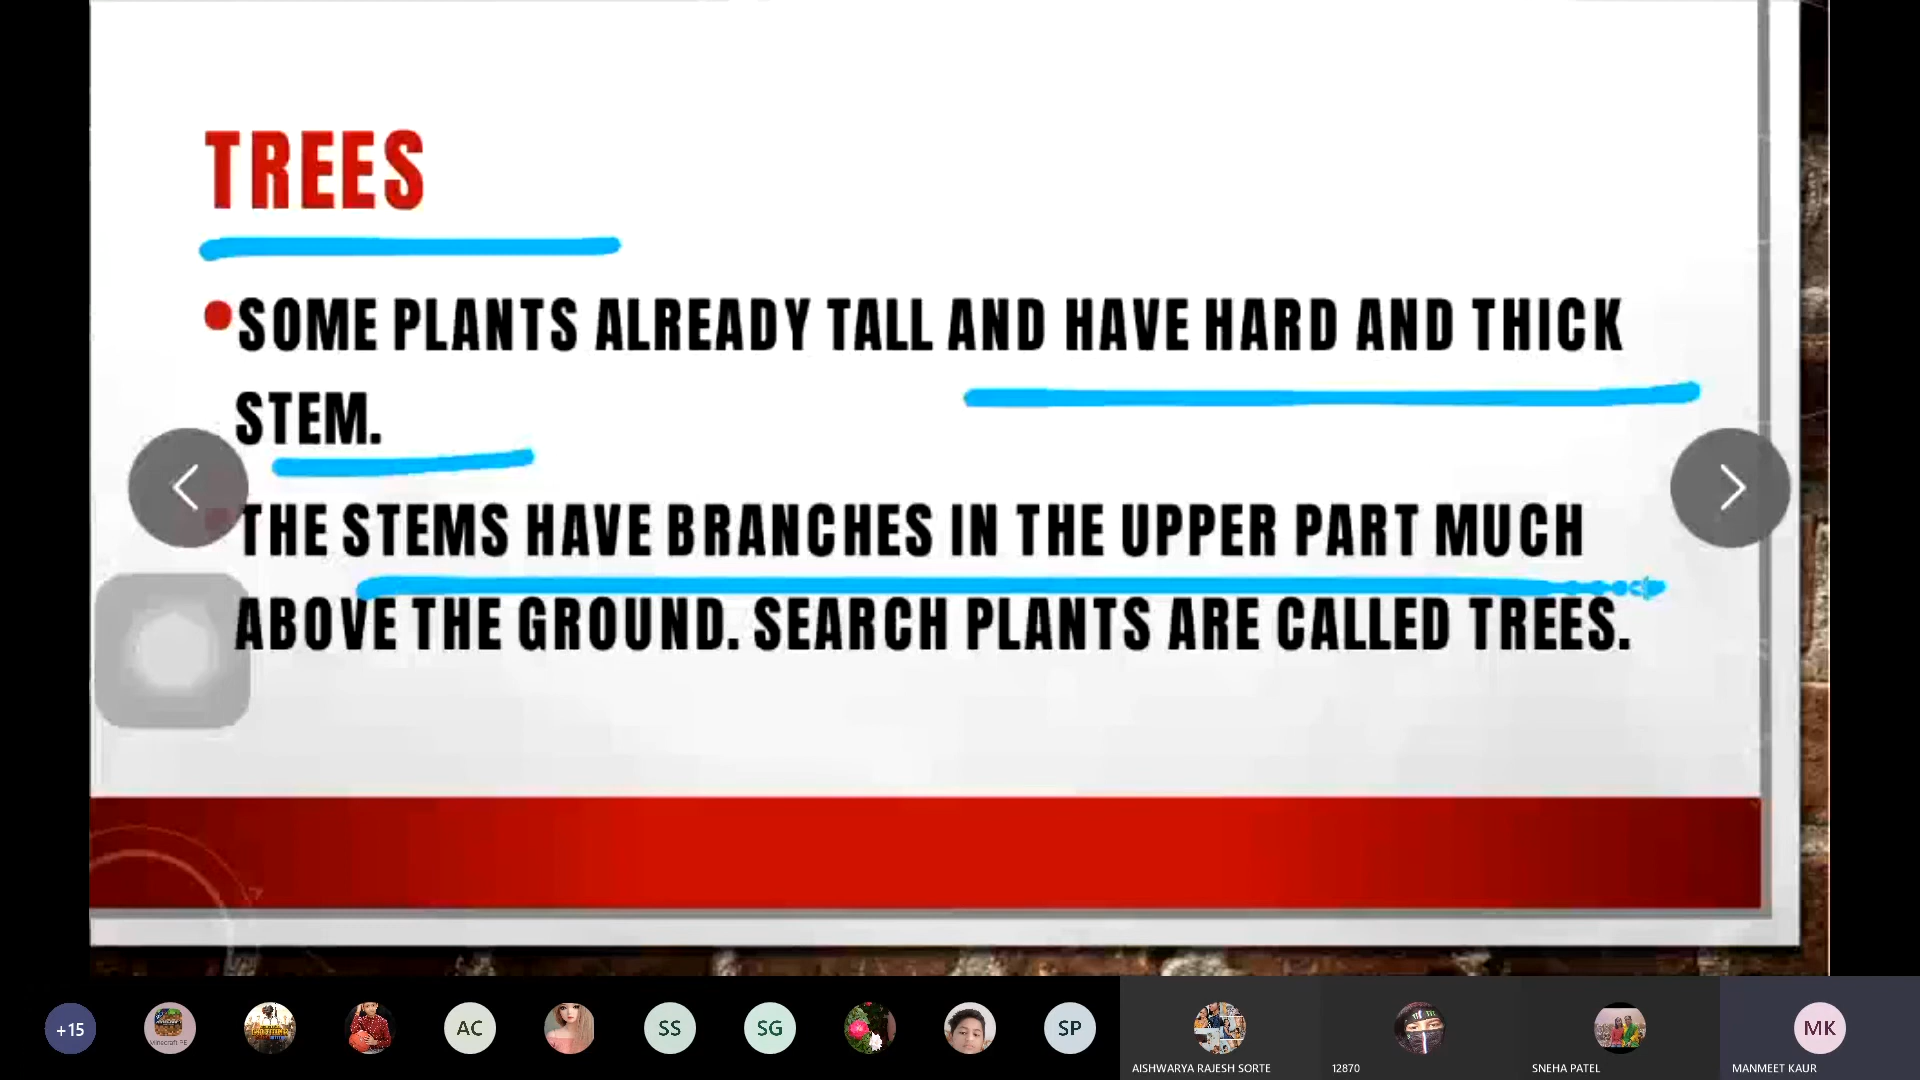 TREES
SOME PLANTS ALREADY TALL AND HAVE HARD AND THICK
STEM.
THE STEMS HAVE BRANCHES IN THE UPPER PART MUCH
ABOVE THE GROUND. SEARCH PLANTS ARE CALLED TREES.
+15
Minecraft PE
AC
SS
SG
SP
MK
AISHWARYA RAJESH SORTE
12870
SNEHA PATEL
MANMEET KAUR